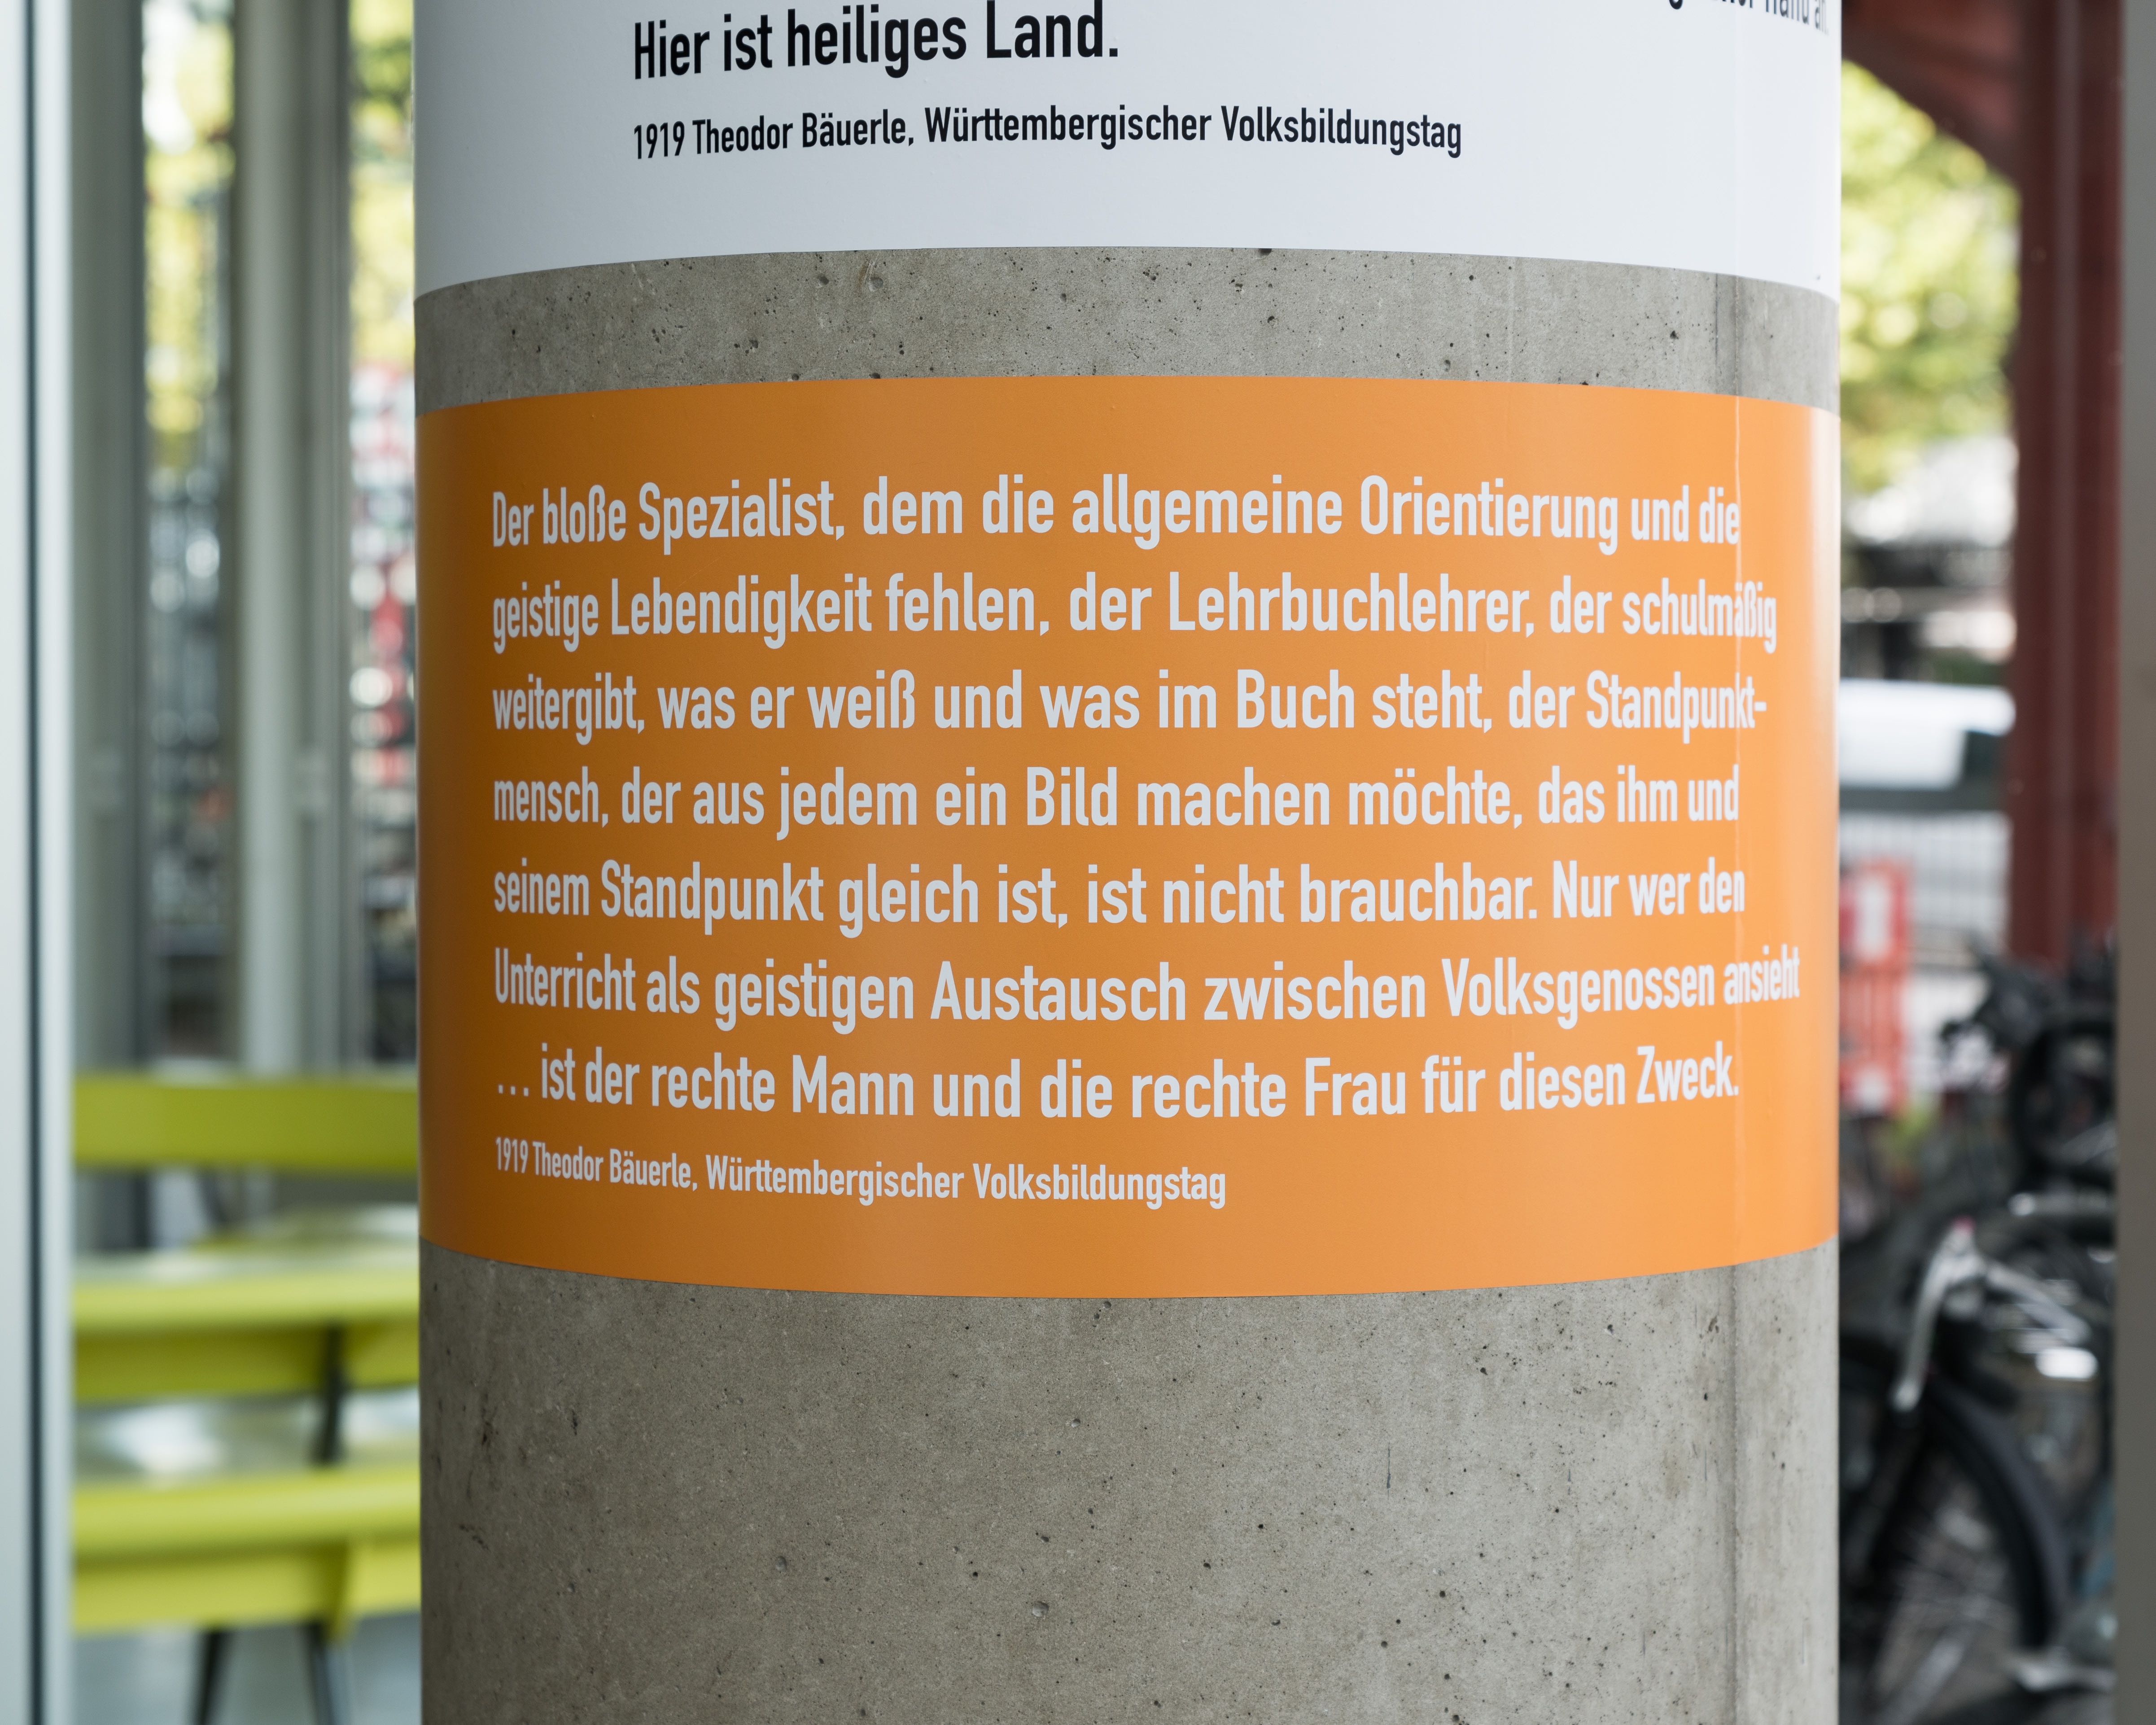 Hier ist heiliges Land.
1919 Theodor Bäuerle, Württembergischer Volksbildungstag
Der bloße Spezialist, dem die allgemeine Orientierung und die
geistige Lebendigkeit fehlen, der Lehrbuchlehrer, der schulmäßig
weitergibt, was er weiß und was im Buch steht, der Standpunkt-
mensch, der aus jedem ein Bild machen möchte, das ihm und
seinem Standpunkt gleich ist, ist nicht brauchbar. Nur wer den
Unterricht als geistigen Austausch zwischen Volksgenossen ansieht
... ist der rechte Mann und die rechte Frau für diesen Zweck.
1919 Theodor Bäuerle, Württembergischer Volksbildungstag